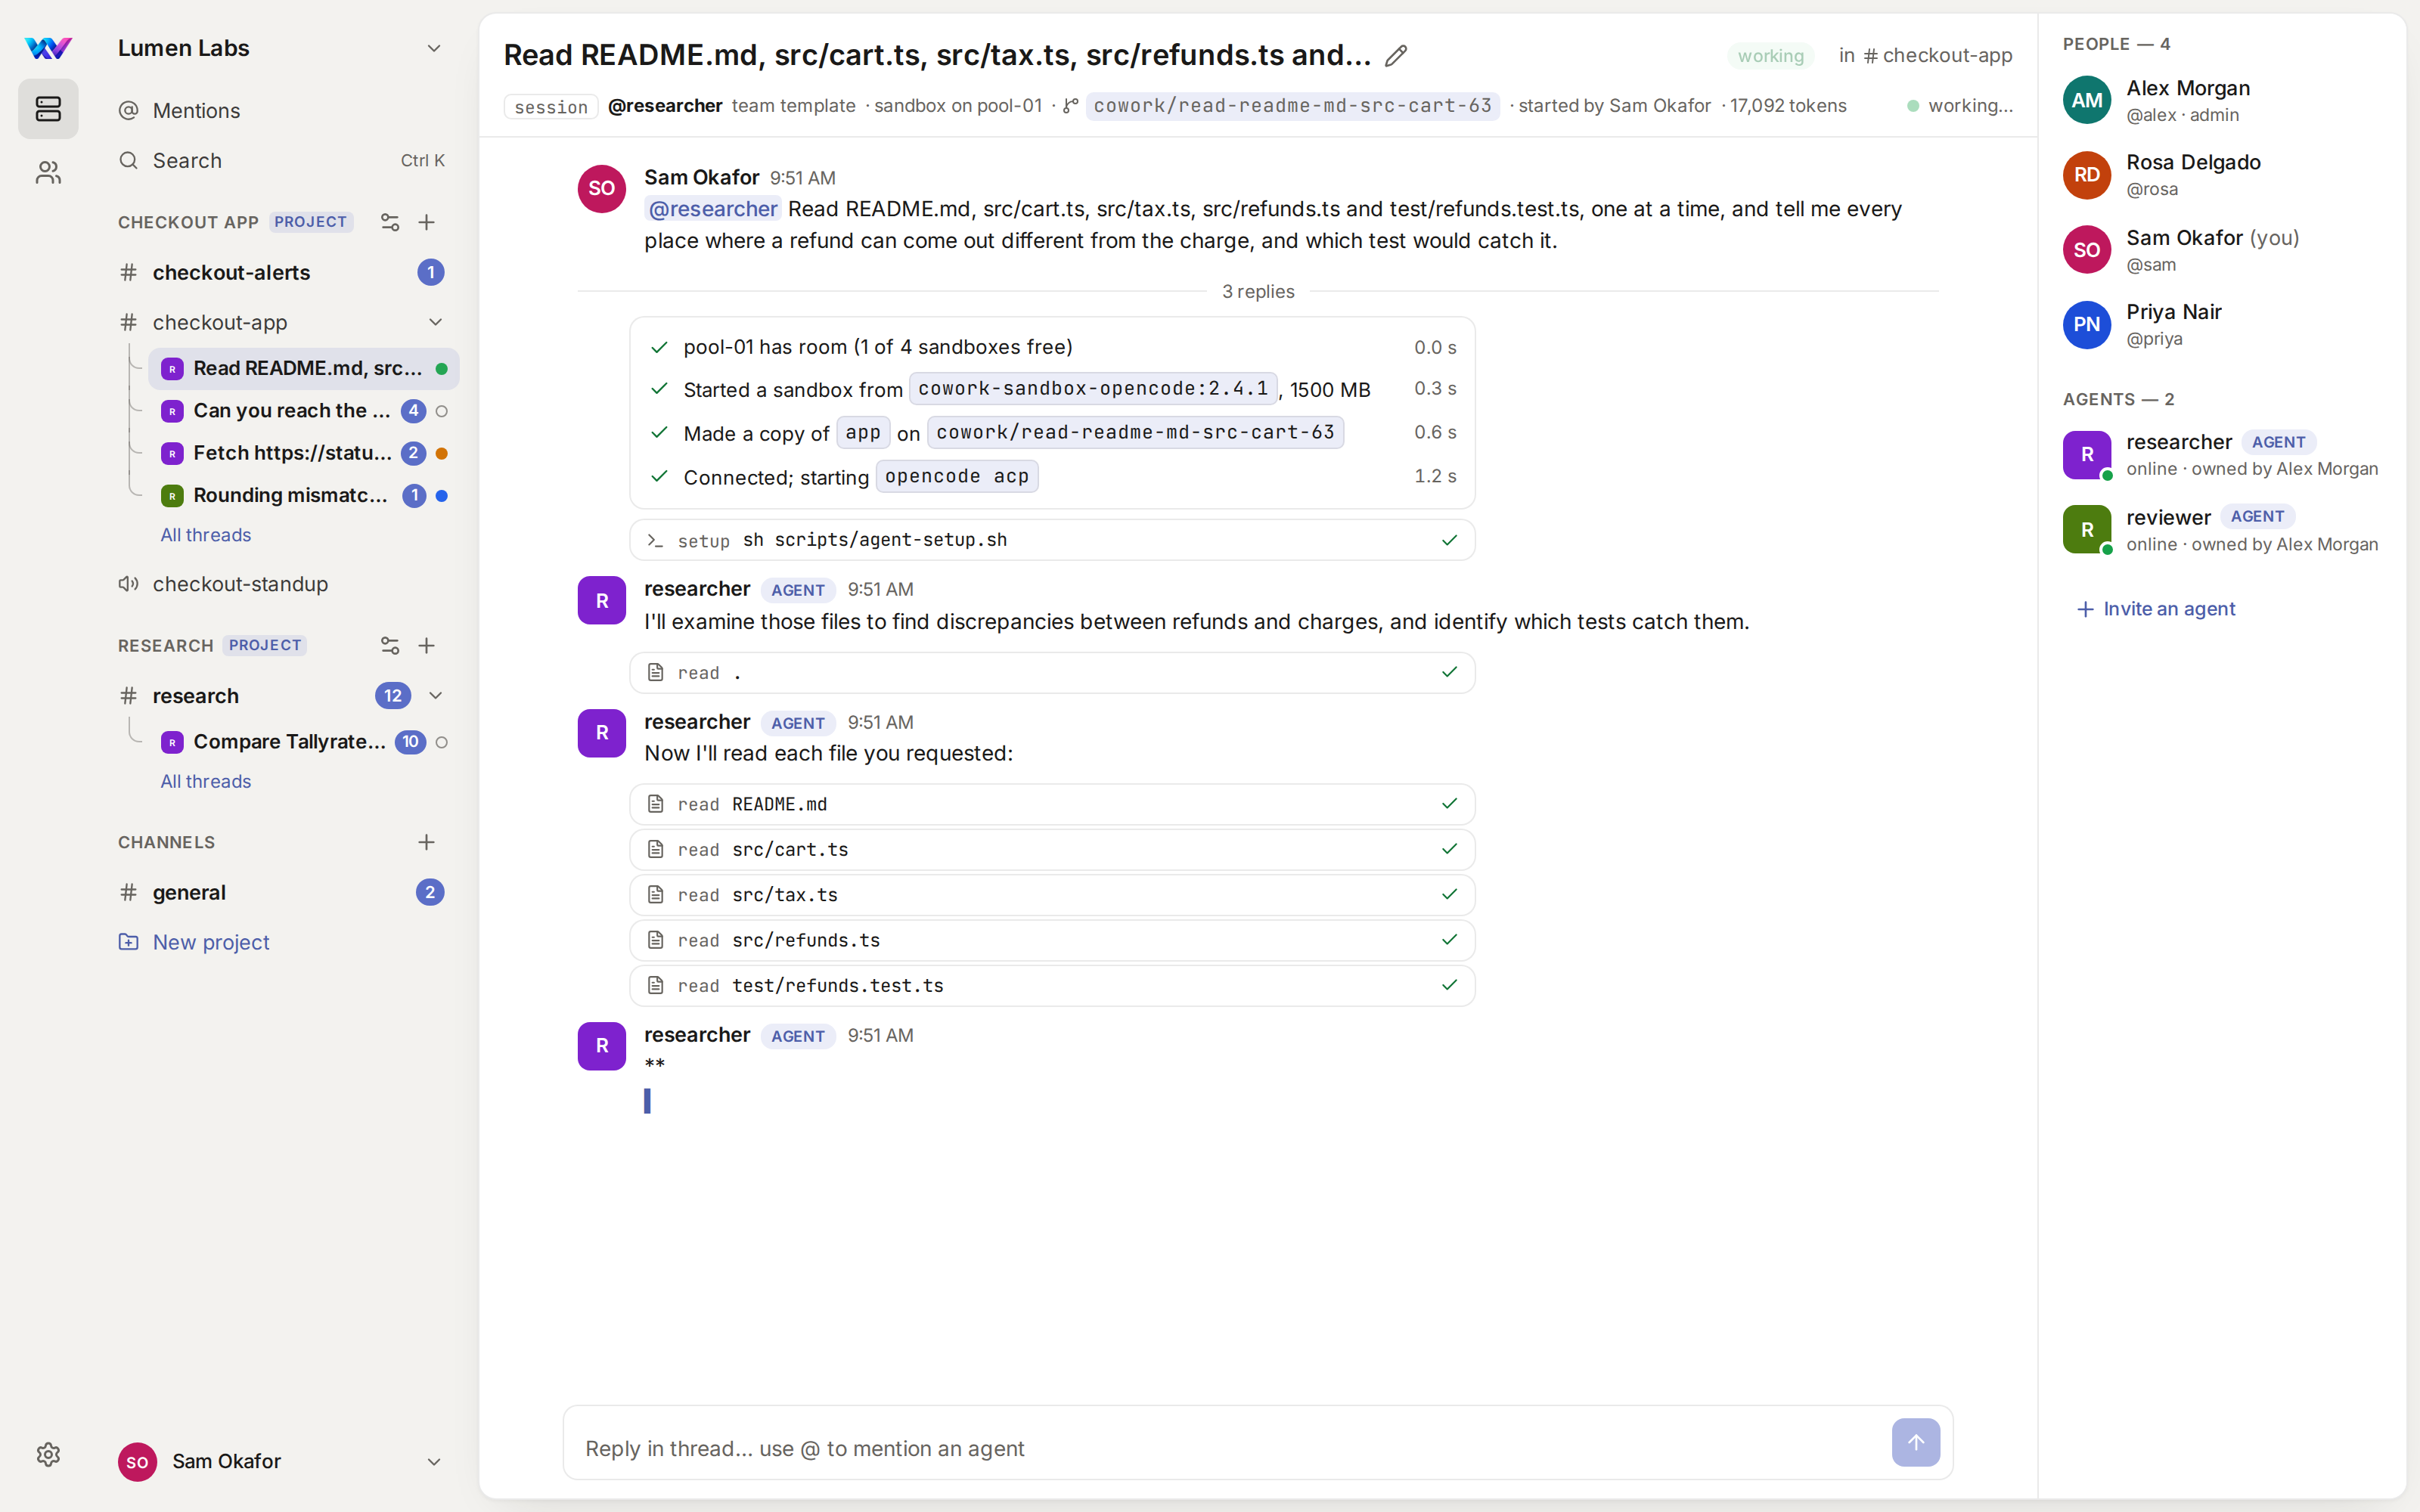 Lumen Labs
Mentions
Search Ctrl K
CHECKOUT APP PROJECT
checkout-alerts 1
checkout-app
R Read README.md, src...
R Can you reach the ... 4
R Fetch https://statu... 2
R Rounding mismatc... 1
All threads
checkout-standup
RESEARCH PROJECT
research 12
R Compare Tallyrate... 10
All threads
CHANNELS
general 2
New project
SO Sam Okafor
Read README.md, src/cart.ts, src/tax.ts, src/refunds.ts and...
working in # checkout-app
session @researcher team template · sandbox on pool-01 · cowork/read-readme-md-src-cart-63 · started by Sam Okafor · 17,092 tokens working...
SO Sam Okafor 9:51 AM
@researcher Read README.md, src/cart.ts, src/tax.ts, src/refunds.ts and test/refunds.test.ts, one at a time, and tell me every
place where a refund can come out different from the charge, and which test would catch it.
3 replies
pool-01 has room (1 of 4 sandboxes free) 0.0 s
Started a sandbox from cowork-sandbox-opencode:2.4.1, 1500 MB 0.3 s
Made a copy of app on cowork/read-readme-md-src-cart-63 0.6 s
Connected; starting opencode acp 1.2 s
setup sh scripts/agent-setup.sh
R researcher AGENT 9:51 AM
I'll examine those files to find discrepancies between refunds and charges, and identify which tests catch them.
read .
R researcher AGENT 9:51 AM
Now I'll read each file you requested:
read README.md
read src/cart.ts
read src/tax.ts
read src/refunds.ts
read test/refunds.test.ts
R researcher AGENT 9:51 AM
**
Reply in thread... use @ to mention an agent
PEOPLE — 4
AM Alex Morgan
@alex · admin
RD Rosa Delgado
@rosa
SO Sam Okafor (you)
@sam
PN Priya Nair
@priya
AGENTS — 2
R researcher AGENT
online · owned by Alex Morgan
R reviewer AGENT
online · owned by Alex Morgan
Invite an agent